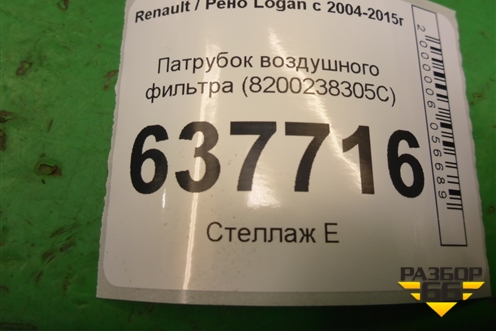 Renault / Рено Logan с 2004-2015г
Патрубок воздушного
фильтра (8200238305С)
637716
Стеллаж Е
2000006056689
РАЗБОР
66